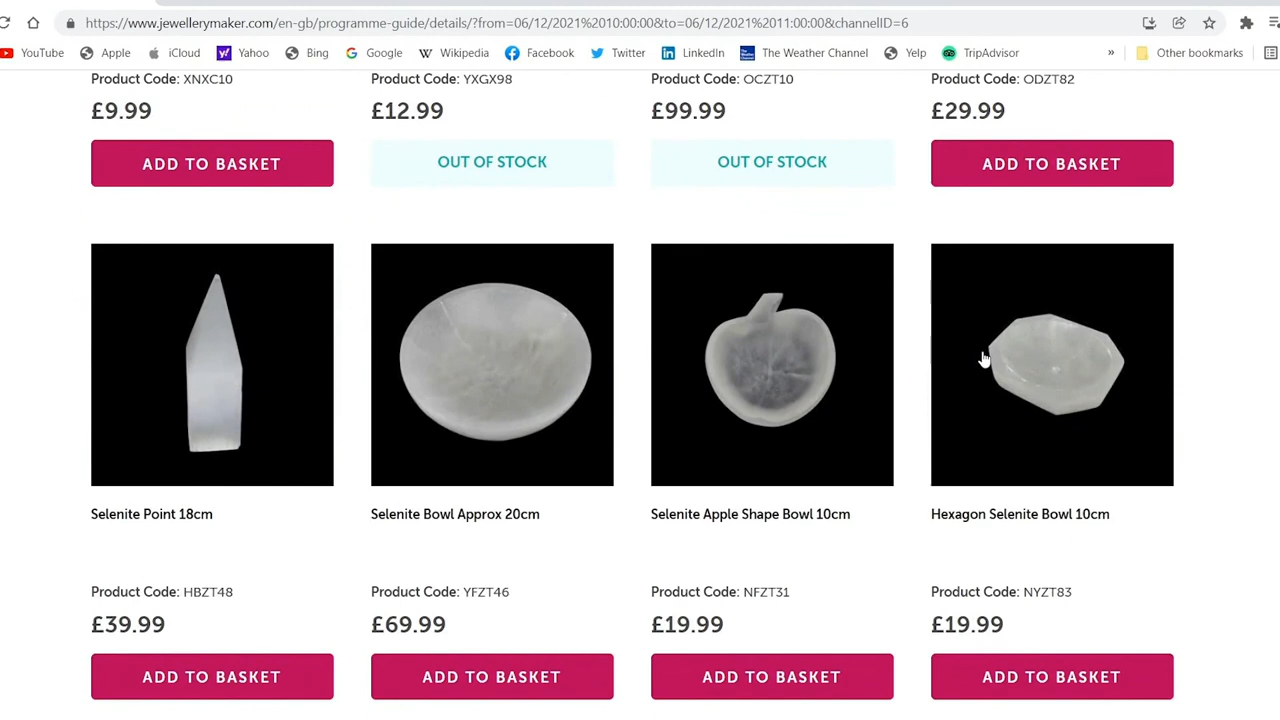 https://www.jewellerymaker.com/en-gb/programme-guide/details/?from=06/12/2021%2010:00:00&to=06/12/2021%2011:00:00&channelID=6
YouTube Apple iCloud Yahoo Bing Google Wikipedia Facebook Twitter LinkedIn The Weather Channel Yelp TripAdvisor » Other bookmarks
Product Code: XNXC10 Product Code: YXGX98 Product Code: OCZT10 Product Code: ODZT82
£9.99 £12.99 £99.99 £29.99
ADD TO BASKET OUT OF STOCK OUT OF STOCK ADD TO BASKET
Selenite Point 18cm Selenite Bowl Approx 20cm Selenite Apple Shape Bowl 10cm Hexagon Selenite Bowl 10cm
Product Code: HBZT48 Product Code: YFZT46 Product Code: NFZT31 Product Code: NYZT83
£39.99 £69.99 £19.99 £19.99
ADD TO BASKET ADD TO BASKET ADD TO BASKET ADD TO BASKET